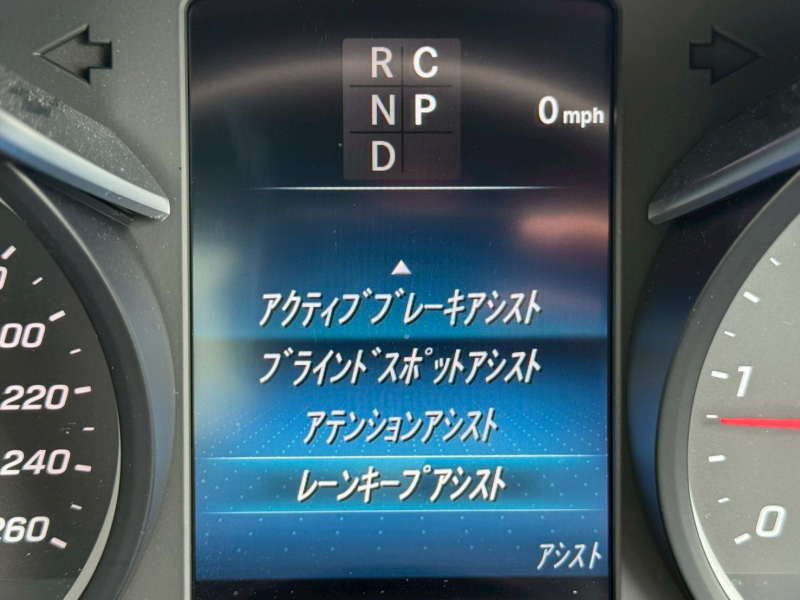 R C
N P
D
0 mph
アクティブブレーキアシスト
ブラインドスポットアシスト
アテンションアシスト
レーンキープアシスト
アシスト
220
240
260
1
0